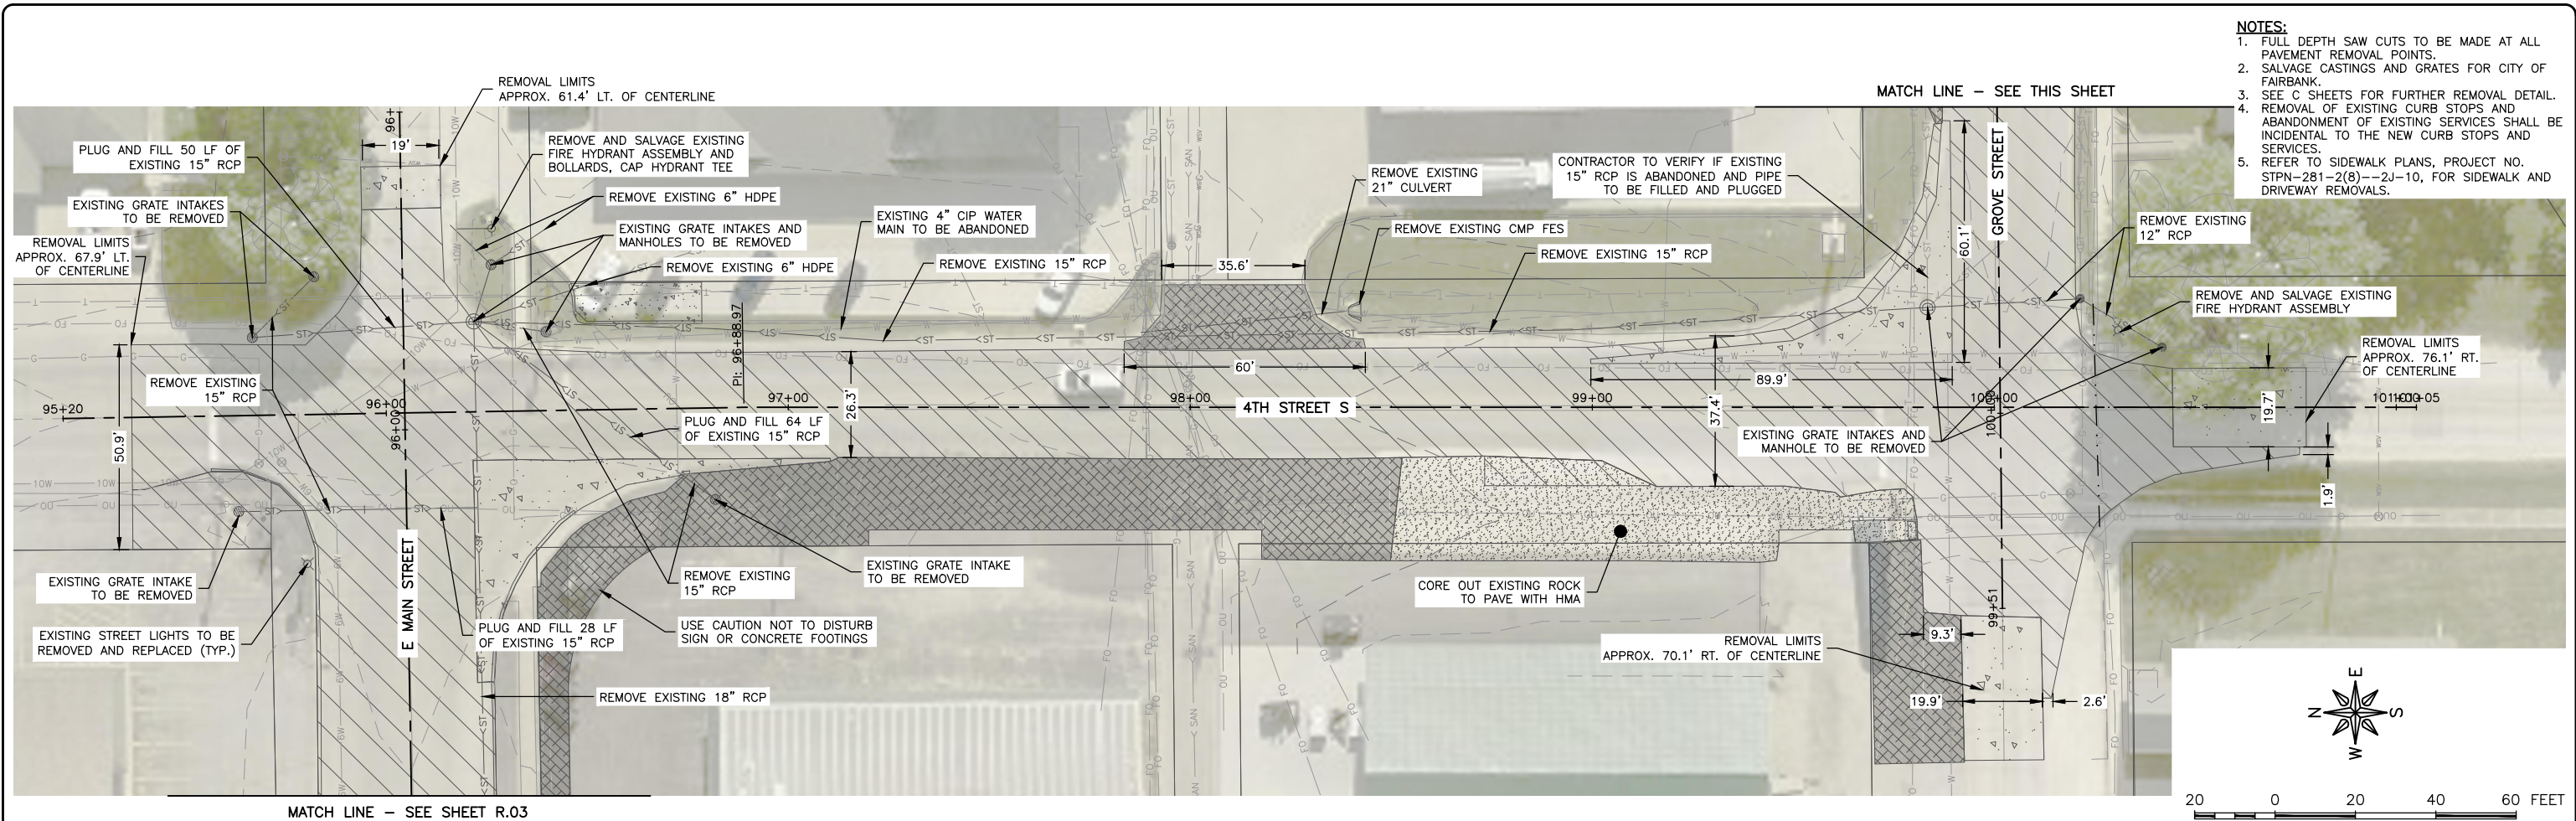 NOTES:
1. FULL DEPTH SAW CUTS TO BE MADE AT ALL
PAVEMENT REMOVAL POINTS.
2. SALVAGE CASTINGS AND GRATES FOR CITY OF
FAIRBANK.
3. SEE C SHEETS FOR FURTHER REMOVAL DETAIL.
4. REMOVAL OF EXISTING CURB STOPS AND
ABANDONMENT OF EXISTING SERVICES SHALL BE
INCIDENTAL TO THE NEW CURB STOPS AND
SERVICES.
5. REFER TO SIDEWALK PLANS, PROJECT NO.
STPN-281-2(8)--2J-10, FOR SIDEWALK AND
DRIVEWAY REMOVALS.
MATCH LINE – SEE THIS SHEET
REMOVAL LIMITS
APPROX. 61.4' LT. OF CENTERLINE
96+
19'
PLUG AND FILL 50 LF OF
EXISTING 15" RCP
EXISTING GRATE INTAKES
TO BE REMOVED
REMOVAL LIMITS
APPROX. 67.9' LT.
OF CENTERLINE
REMOVE AND SALVAGE EXISTING
FIRE HYDRANT ASSEMBLY AND
BOLLARDS, CAP HYDRANT TEE
REMOVE EXISTING 6" HDPE
EXISTING GRATE INTAKES AND
MANHOLES TO BE REMOVED
REMOVE EXISTING 6" HDPE
EXISTING 4" CIP WATER
MAIN TO BE ABANDONED
REMOVE EXISTING 15" RCP
35.6'
REMOVE EXISTING
21" CULVERT
REMOVE EXISTING CMP FES
CONTRACTOR TO VERIFY IF EXISTING
15" RCP IS ABANDONED AND PIPE
TO BE FILLED AND PLUGGED
REMOVE EXISTING 15" RCP
60.1'
GROVE STREET
REMOVE EXISTING
12" RCP
REMOVE AND SALVAGE EXISTING
FIRE HYDRANT ASSEMBLY
REMOVAL LIMITS
APPROX. 76.1' RT.
OF CENTERLINE
REMOVE EXISTING
15" RCP
50.9'
95+20
96+00
96+00
PI: 96+88.97
97+00
26.3'
60'
98+00
4TH STREET S
99+00
89.9'
37.4'
100+00
100+00
101+00
101+05
19.7'
1.9'
PLUG AND FILL 64 LF
OF EXISTING 15" RCP
EXISTING GRATE INTAKES AND
MANHOLE TO BE REMOVED
EXISTING GRATE INTAKE
TO BE REMOVED
EXISTING STREET LIGHTS TO BE
REMOVED AND REPLACED (TYP.)
E MAIN STREET
PLUG AND FILL 28 LF
OF EXISTING 15" RCP
REMOVE EXISTING
15" RCP
EXISTING GRATE INTAKE
TO BE REMOVED
USE CAUTION NOT TO DISTURB
SIGN OR CONCRETE FOOTINGS
REMOVE EXISTING 18" RCP
CORE OUT EXISTING ROCK
TO PAVE WITH HMA
REMOVAL LIMITS
APPROX. 70.1' RT. OF CENTERLINE
99+51
9.3'
19.9'
2.6'
N
E
S
W
20 0 20 40 60 FEET
MATCH LINE – SEE SHEET R.03